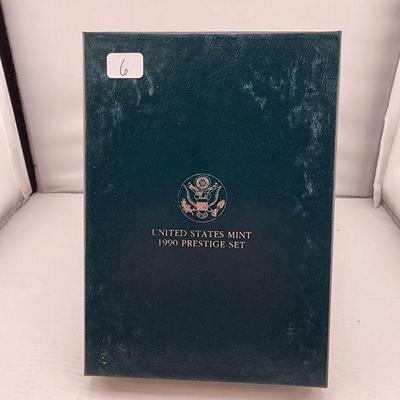 6
UNITED STATES MINT
1990 PRESTIGE SET